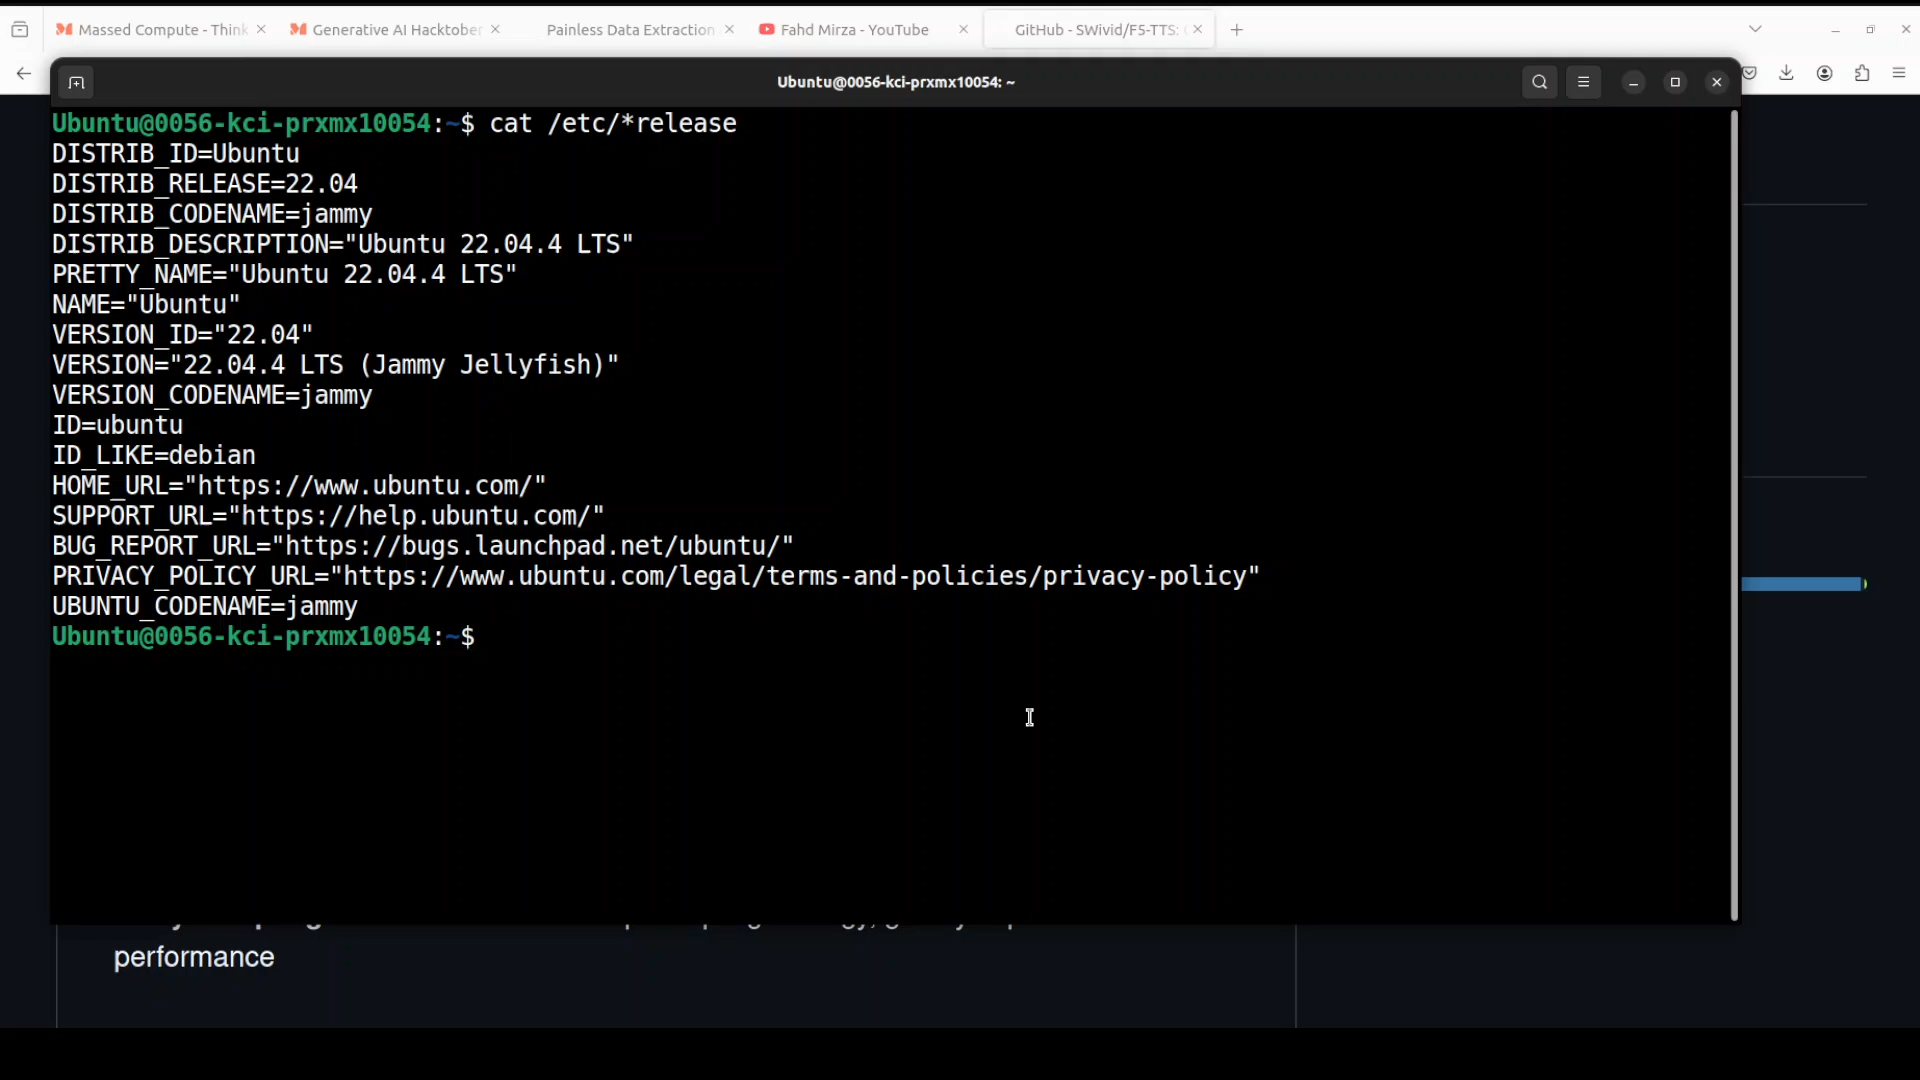 Massed Compute - Think
Generative AI Hacktober
Painless Data Extraction
Fahd Mirza - YouTube
GitHub - SWivid/F5-TTS:
Ubuntu@0056-kci-prxmx10054: ~
Ubuntu@0056-kci-prxmx10054:~$ cat /etc/*release
DISTRIB_ID=Ubuntu
DISTRIB_RELEASE=22.04
DISTRIB_CODENAME=jammy
DISTRIB_DESCRIPTION="Ubuntu 22.04.4 LTS"
PRETTY_NAME="Ubuntu 22.04.4 LTS"
NAME="Ubuntu"
VERSION_ID="22.04"
VERSION="22.04.4 LTS (Jammy Jellyfish)"
VERSION_CODENAME=jammy
ID=ubuntu
ID_LIKE=debian
HOME_URL="https://www.ubuntu.com/"
SUPPORT_URL="https://help.ubuntu.com/"
BUG_REPORT_URL="https://bugs.launchpad.net/ubuntu/"
PRIVACY_POLICY_URL="https://www.ubuntu.com/legal/terms-and-policies/privacy-policy"
UBUNTU_CODENAME=jammy
Ubuntu@0056-kci-prxmx10054:~$
performance